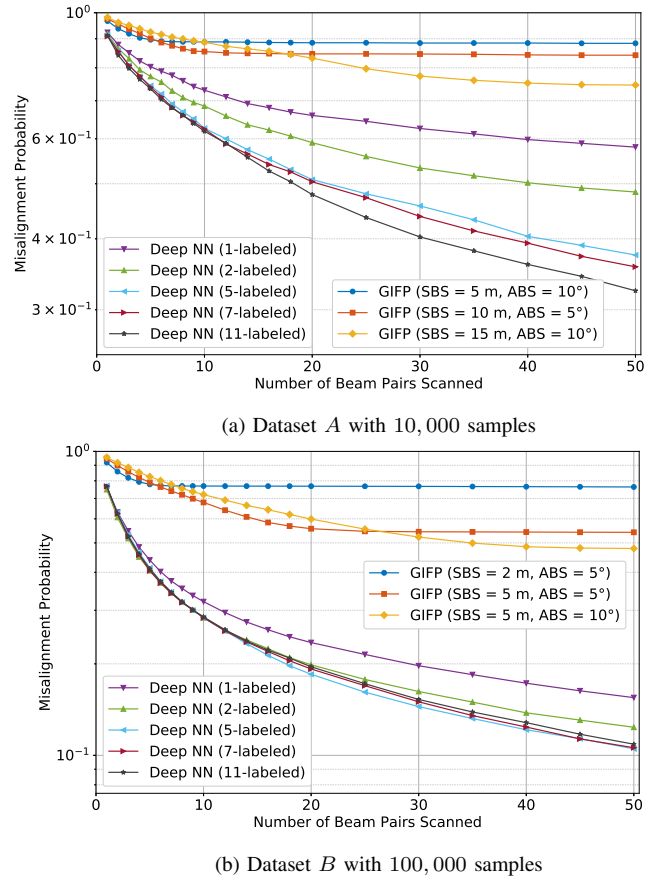 10⁰
6 × 10⁻¹
4 × 10⁻¹
3 × 10⁻¹
Misalignment Probability
Deep NN (1-labeled)
Deep NN (2-labeled)
Deep NN (5-labeled)
Deep NN (7-labeled)
Deep NN (11-labeled)
GIFP (SBS = 5 m, ABS = 10°)
GIFP (SBS = 10 m, ABS = 5°)
GIFP (SBS = 15 m, ABS = 10°)
0 10 20 30 40 50
Number of Beam Pairs Scanned
(a) Dataset A with 10,000 samples
10⁰
10⁻¹
Misalignment Probability
GIFP (SBS = 2 m, ABS = 5°)
GIFP (SBS = 5 m, ABS = 5°)
GIFP (SBS = 5 m, ABS = 10°)
Deep NN (1-labeled)
Deep NN (2-labeled)
Deep NN (5-labeled)
Deep NN (7-labeled)
Deep NN (11-labeled)
0 10 20 30 40 50
Number of Beam Pairs Scanned
(b) Dataset B with 100,000 samples